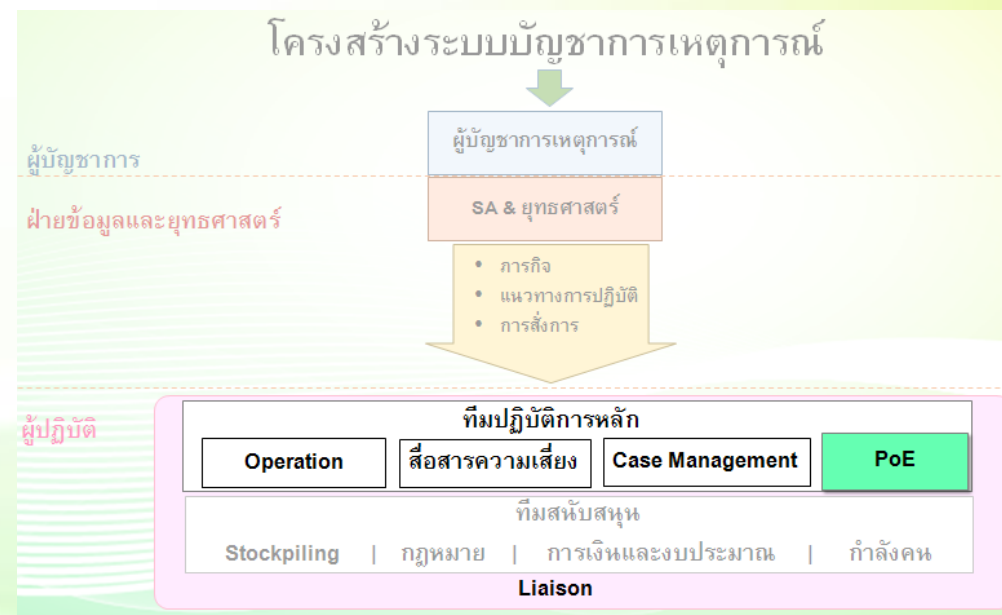 โครงสร้างระบบบัญชาการเหตุการณ์
ผู้บัญชาการเหตุการณ์
ผู้บัญชาการ
SA & ยุทธศาสตร์
ฝ่ายข้อมูลและยุทธศาสตร์
• ภารกิจ
• แนวทางการปฏิบัติ
• การสั่งการ
ผู้ปฏิบัติ
ทีมปฏิบัติการหลัก
Operation สื่อสารความเสี่ยง Case Management PoE
ทีมสนับสนุน
Stockpiling | กฎหมาย | การเงินและงบประมาณ | กำลังคน
Liaison